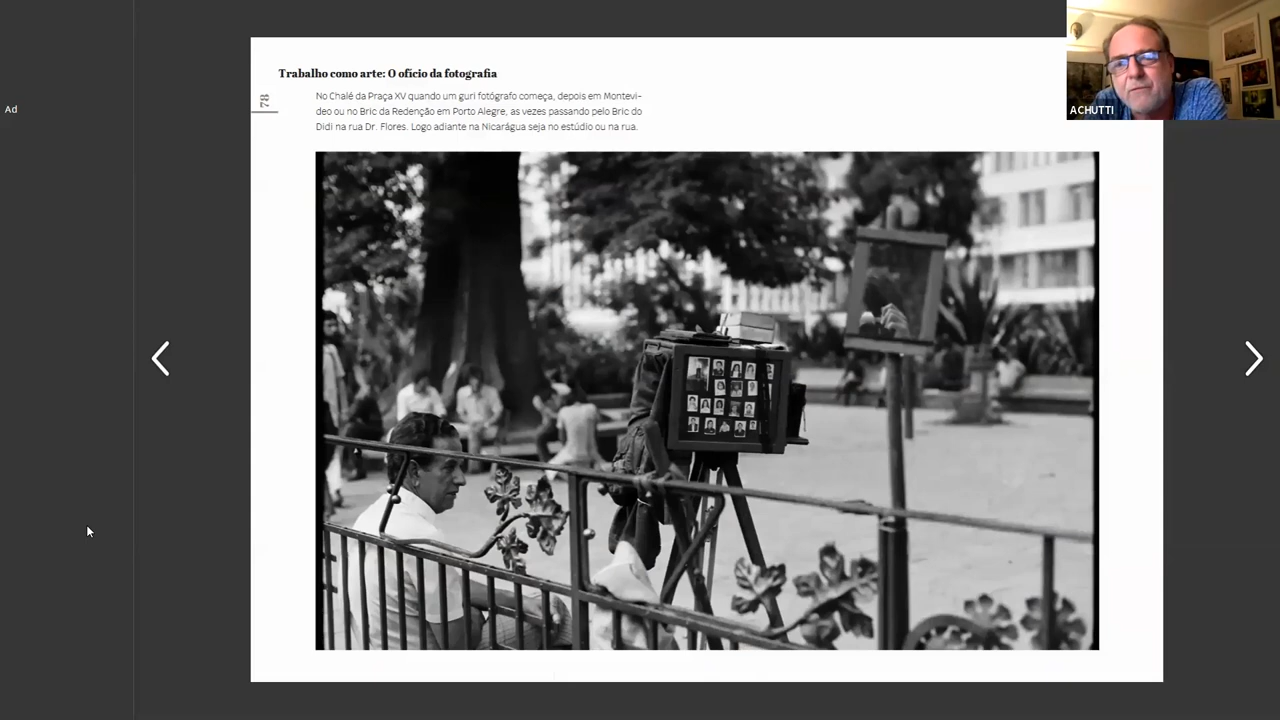 Trabalho como arte: O ofício da fotografia
78
No Chalé da Praça XV quando um guri fotógrafo começa, depois em Montevi-
deo ou no Bric da Redenção em Porto Alegre, as vezes passando pelo Bric do
Didi na rua Dr. Flores. Logo adiante na Nicarágua seja no estúdio ou na rua.
Ad
ACHUTTI